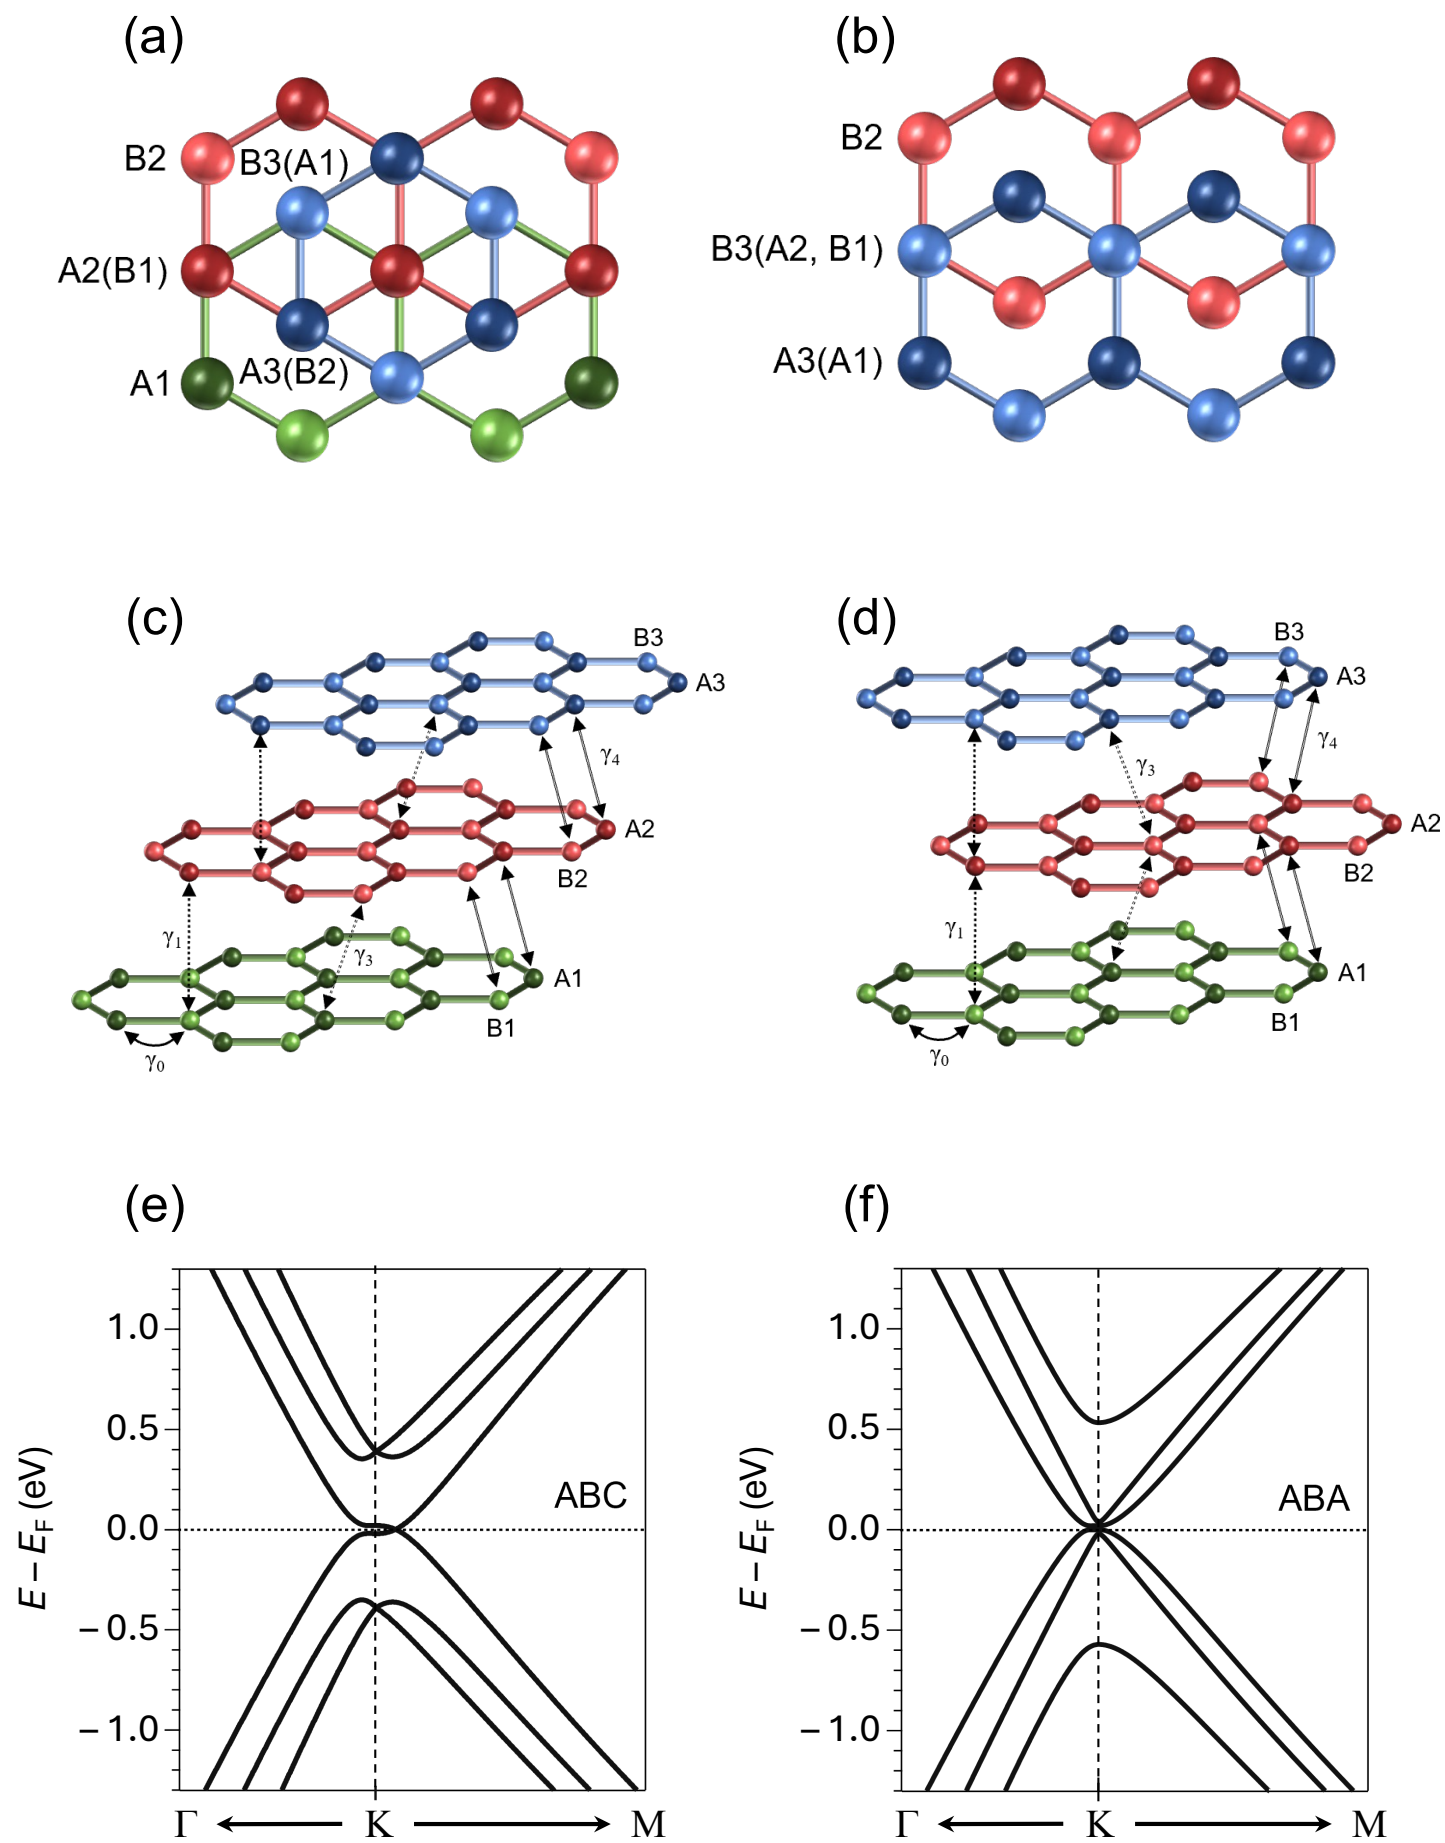 (a)
B2
B3(A1)
A2(B1)
A1
A3(B2)
(b)
B2
B3(A2, B1)
A3(A1)
(c)
B3
A3
γ4
A2
B2
γ1
γ3
A1
B1
γ0
(d)
B3
A3
γ4
γ3
A2
B2
γ1
A1
B1
γ0
(e)
1.0
0.5
0.0
−0.5
−1.0
E − EF (eV)
ABC
Γ K M
(f)
1.0
0.5
0.0
−0.5
−1.0
E − EF (eV)
ABA
Γ K M